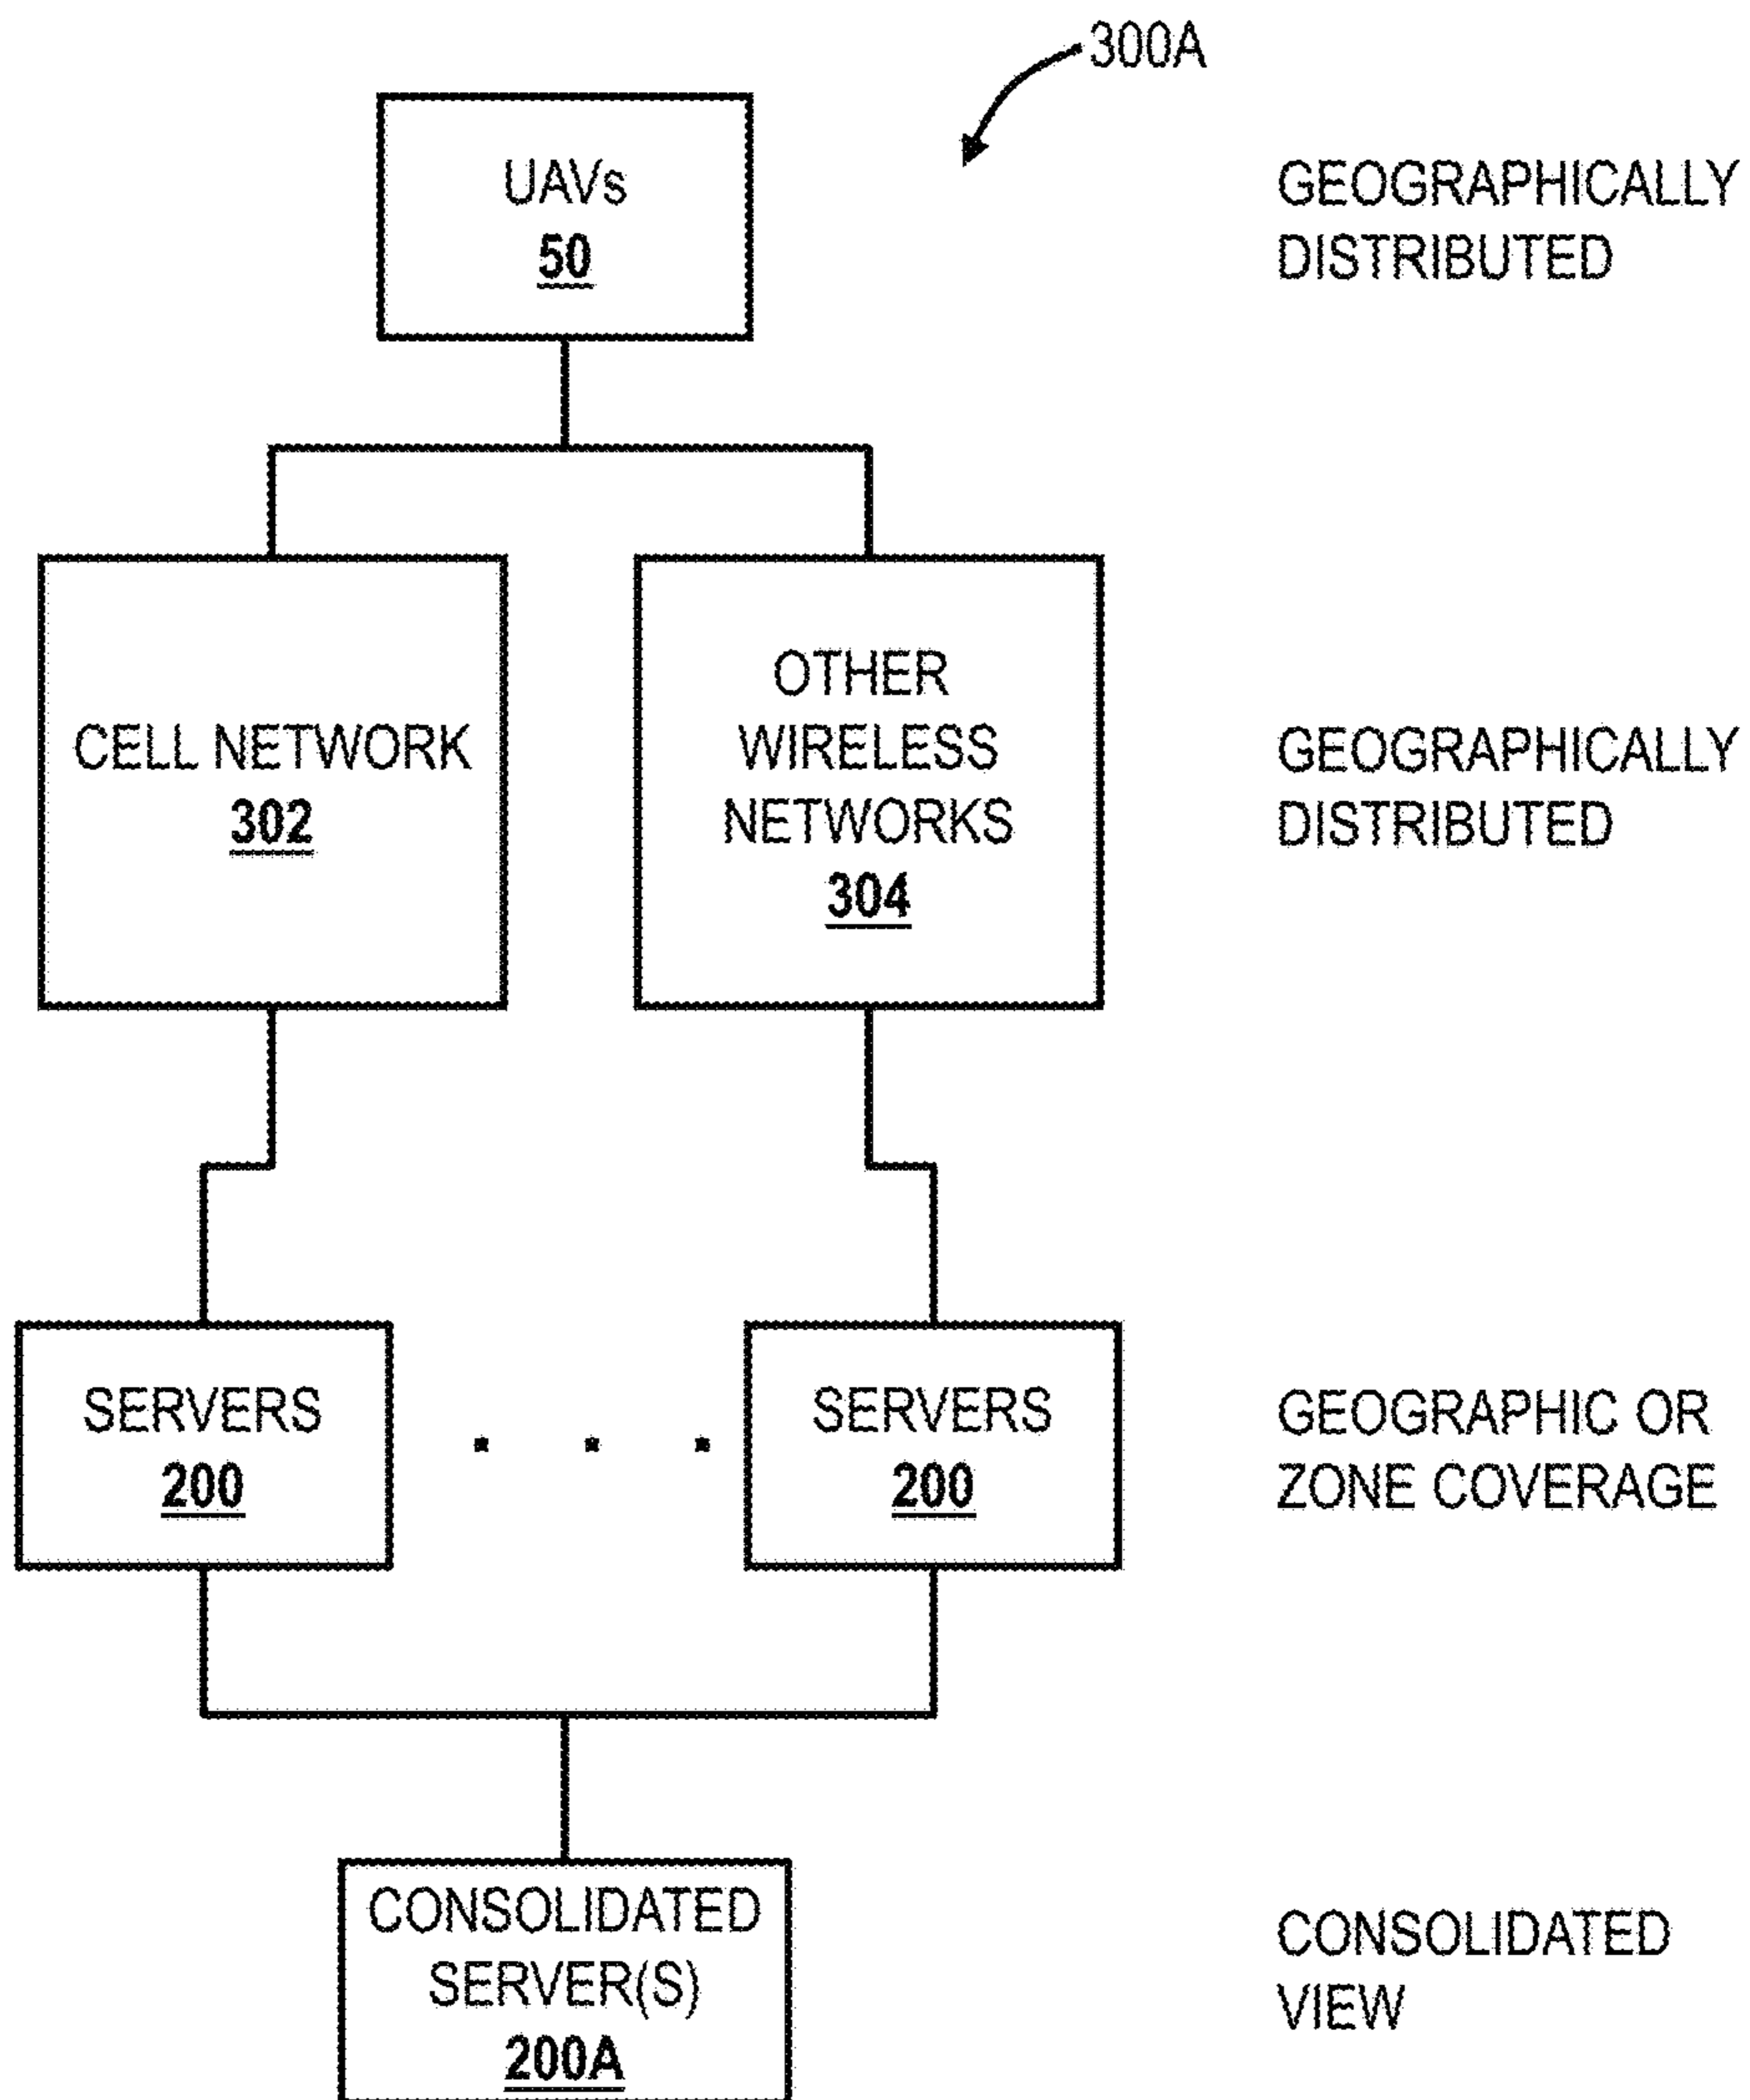 300A
UAVs
50
GEOGRAPHICALLY
DISTRIBUTED
CELL NETWORK
302
OTHER
WIRELESS
NETWORKS
304
GEOGRAPHICALLY
DISTRIBUTED
SERVERS
200
. . .
SERVERS
200
GEOGRAPHIC OR
ZONE COVERAGE
CONSOLIDATED
SERVER(S)
200A
CONSOLIDATED
VIEW